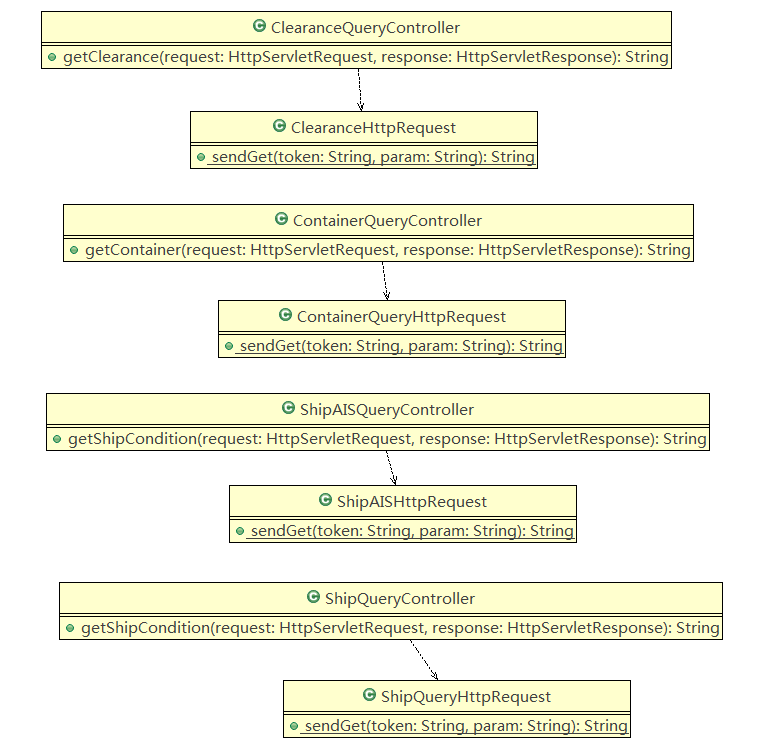 C ClearanceQueryController
getClearance(request: HttpServletRequest, response: HttpServletResponse): String
C ClearanceHttpRequest
sendGet(token: String, param: String): String
C ContainerQueryController
getContainer(request: HttpServletRequest, response: HttpServletResponse): String
C ContainerQueryHttpRequest
sendGet(token: String, param: String): String
C ShipAISQueryController
getShipCondition(request: HttpServletRequest, response: HttpServletResponse): String
C ShipAISHttpRequest
sendGet(token: String, param: String): String
C ShipQueryController
getShipCondition(request: HttpServletRequest, response: HttpServletResponse): String
C ShipQueryHttpRequest
sendGet(token: String, param: String): String